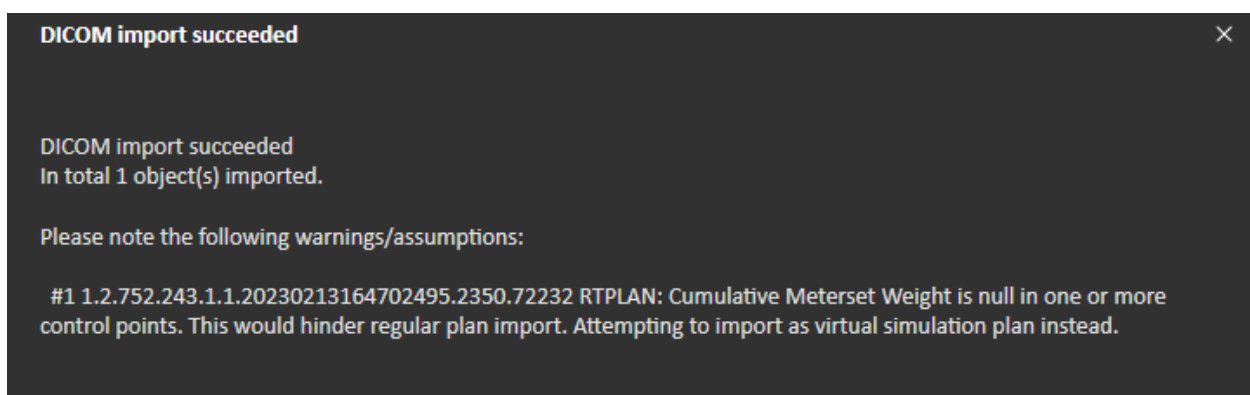 DICOM import succeeded
DICOM import succeeded
In total 1 object(s) imported.
Please note the following warnings/assumptions:
#1 1.2.752.243.1.1.20230213164702495.2350.72232 RTPLAN: Cumulative Meterset Weight is null in one or more
control points. This would hinder regular plan import. Attempting to import as virtual simulation plan instead.